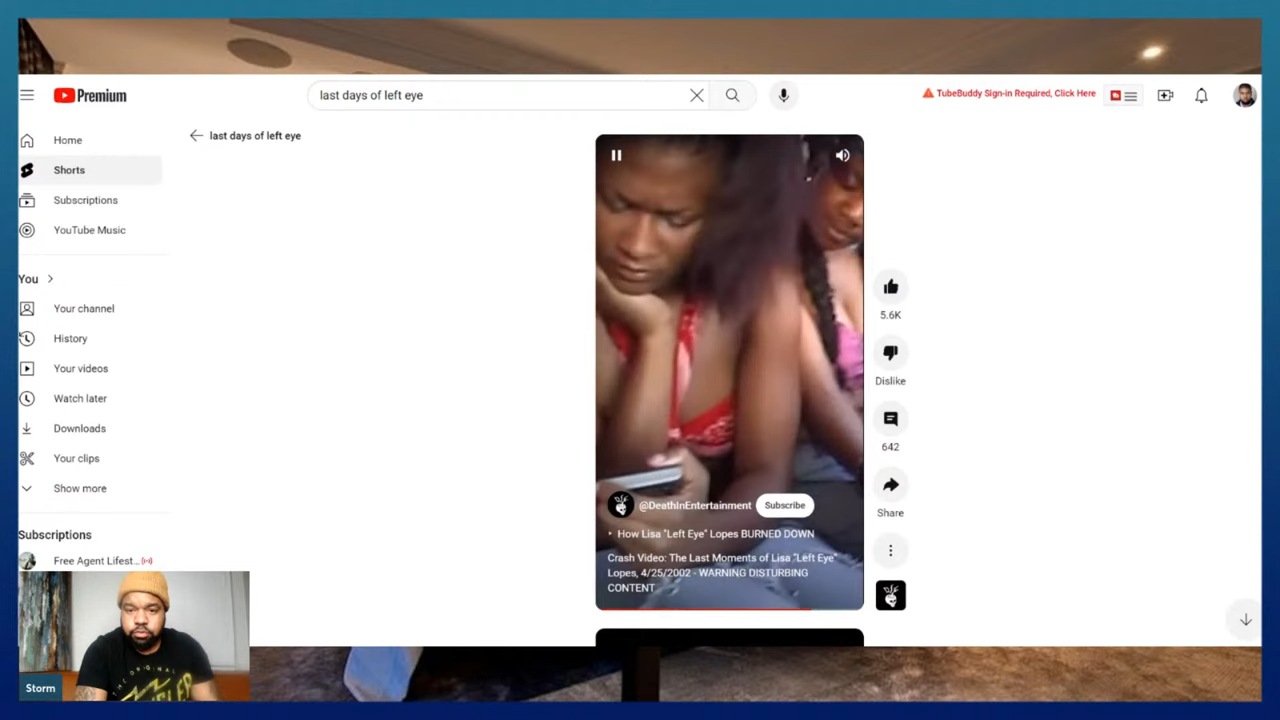 Premium
last days of left eye
TubeBuddy Sign-in Required, Click Here
Home
Shorts
Subscriptions
YouTube Music
You
Your channel
History
Your videos
Watch later
Downloads
Your clips
Show more
Subscriptions
Free Agent Lifest...
last days of left eye
@DeathInEntertainment Subscribe
How Lisa "Left Eye" Lopes BURNED DOWN
Crash Video: The Last Moments of Lisa "Left Eye"
Lopes, 4/25/2002 - WARNING DISTURBING
CONTENT
5.6K
Dislike
642
Share
THE ORIGINAL
Storm